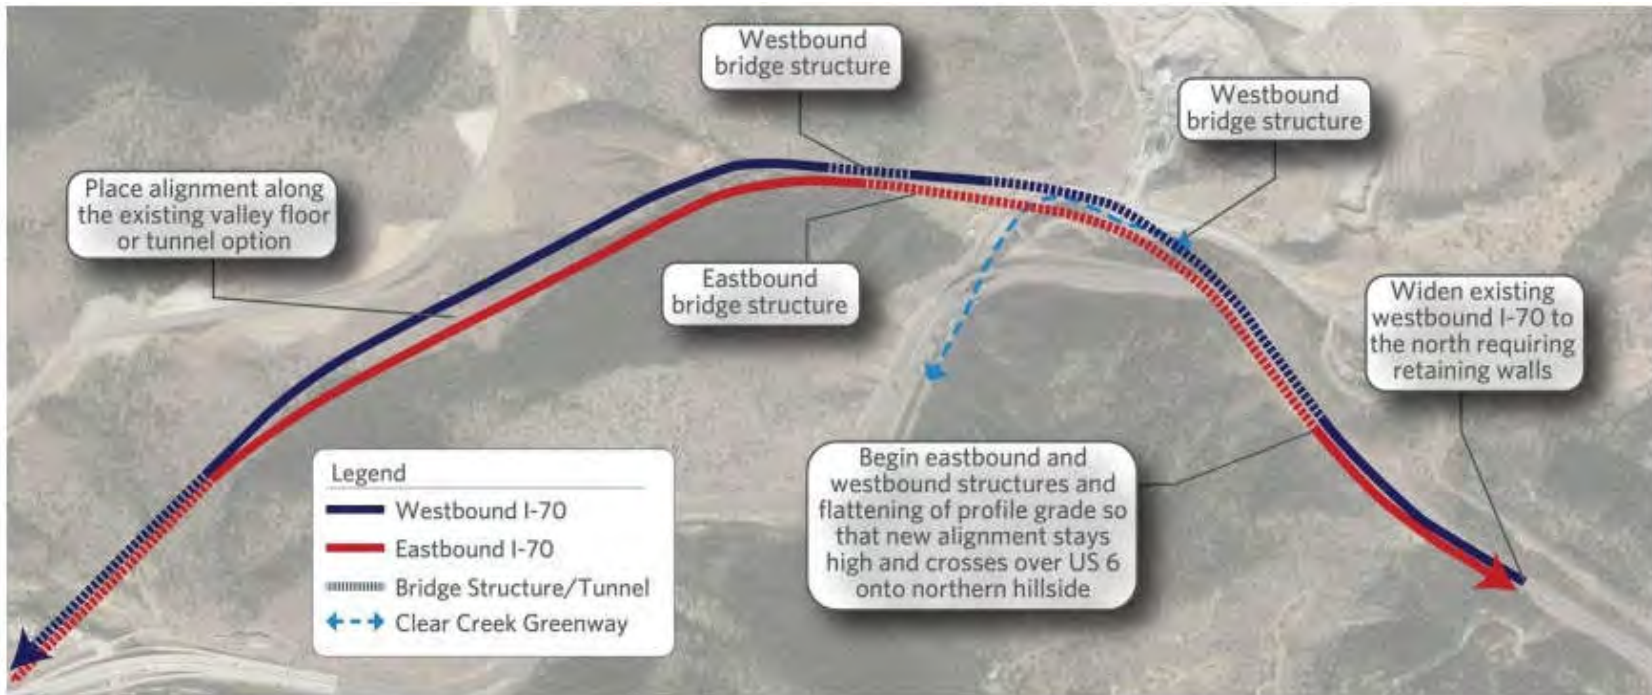 Westbound
bridge structure
Westbound
bridge structure
Place alignment along
the existing valley floor
or tunnel option
Eastbound
bridge structure
Widen existing
westbound I-70 to
the north requiring
retaining walls
Begin eastbound and
westbound structures and
flattening of profile grade so
that new alignment stays
high and crosses over US 6
onto northern hillside
Legend
Westbound I-70
Eastbound I-70
Bridge Structure/Tunnel
Clear Creek Greenway